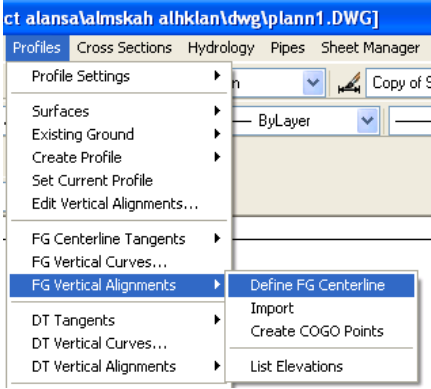 ct alansa\almskah alhklan\dwg\plann1.DWG]
Profiles Cross Sections Hydrology Pipes Sheet Manager
Profile Settings
Copy of S
Surfaces
ByLayer
Existing Ground
Create Profile
Set Current Profile
Edit Vertical Alignments...
FG Centerline Tangents
FG Vertical Curves...
FG Vertical Alignments
Define FG Centerline
Import
Create COGO Points
List Elevations
DT Tangents
DT Vertical Curves...
DT Vertical Alignments